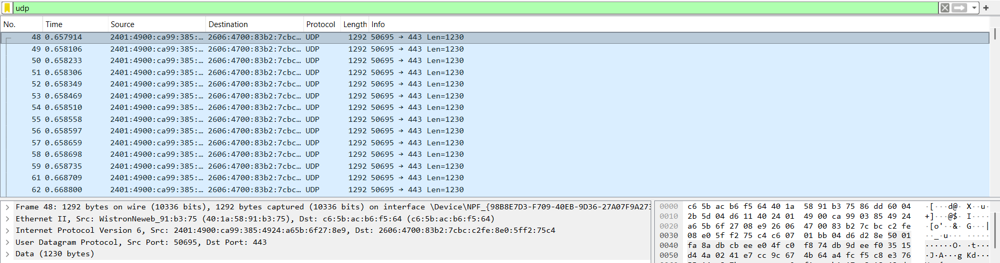 udp
No. Time Source Destination Protocol Length Info
48 0.657914 2401:4900:ca99:385:… 2606:4700:83b2:7cbc… UDP 1292 50695 → 443 Len=1230
49 0.658106 2401:4900:ca99:385:… 2606:4700:83b2:7cbc… UDP 1292 50695 → 443 Len=1230
50 0.658233 2401:4900:ca99:385:… 2606:4700:83b2:7cbc… UDP 1292 50695 → 443 Len=1230
51 0.658306 2401:4900:ca99:385:… 2606:4700:83b2:7cbc… UDP 1292 50695 → 443 Len=1230
52 0.658349 2401:4900:ca99:385:… 2606:4700:83b2:7cbc… UDP 1292 50695 → 443 Len=1230
53 0.658469 2401:4900:ca99:385:… 2606:4700:83b2:7cbc… UDP 1292 50695 → 443 Len=1230
54 0.658510 2401:4900:ca99:385:… 2606:4700:83b2:7cbc… UDP 1292 50695 → 443 Len=1230
55 0.658558 2401:4900:ca99:385:… 2606:4700:83b2:7cbc… UDP 1292 50695 → 443 Len=1230
56 0.658597 2401:4900:ca99:385:… 2606:4700:83b2:7cbc… UDP 1292 50695 → 443 Len=1230
57 0.658659 2401:4900:ca99:385:… 2606:4700:83b2:7cbc… UDP 1292 50695 → 443 Len=1230
58 0.658698 2401:4900:ca99:385:… 2606:4700:83b2:7cbc… UDP 1292 50695 → 443 Len=1230
59 0.658735 2401:4900:ca99:385:… 2606:4700:83b2:7cbc… UDP 1292 50695 → 443 Len=1230
61 0.668709 2401:4900:ca99:385:… 2606:4700:83b2:7cbc… UDP 1292 50695 → 443 Len=1230
62 0.668800 2401:4900:ca99:385:… 2606:4700:83b2:7cbc… UDP 1292 50695 → 443 Len=1230
Frame 48: 1292 bytes on wire (10336 bits), 1292 bytes captured (10336 bits) on interface \Device\NPF_{98B8E7D3-F709-40EB-9D36-27A07F9A273
Ethernet II, Src: WistronNeweb_91:b3:75 (40:1a:58:91:b3:75), Dst: c6:5b:ac:b6:f5:64 (c6:5b:ac:b6:f5:64)
Internet Protocol Version 6, Src: 2401:4900:ca99:385:4924:a65b:6f27:8e9, Dst: 2606:4700:83b2:7cbc:c2fe:8e0:5ff2:75c4
User Datagram Protocol, Src Port: 50695, Dst Port: 443
Data (1230 bytes)
0000 c6 5b ac b6 f5 64 40 1a 58 91 b3 75 86 dd 60 04 ·[···d@· X··u··`·
0010 2b 5d 04 d6 11 40 24 01 49 00 ca 99 03 85 49 24 +]···@$· I·····I$
0020 a6 5b 6f 27 08 e9 26 06 47 00 83 b2 7c bc c2 fe ·[o'··&· G···|···
0030 08 e0 5f f2 75 c4 c6 07 01 bb 04 d6 d2 8e 50 01 ··_·u··· ······P·
0040 fa 8a db cb ee e0 4f c0 f8 74 db 9d ee f0 35 15 ······O· ·t····5·
0050 d4 4a 02 41 e7 cc 9c 67 4b 64 a4 fc f5 c8 e3 76 ·J·A···g Kd·····v